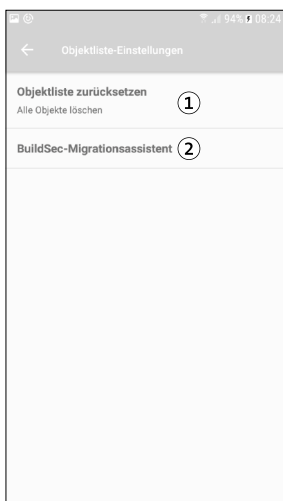 94% 08:24
Objektliste-Einstellungen
Objektliste zurücksetzen
1
Alle Objekte löschen
BuildSec-Migrationsassistent 2